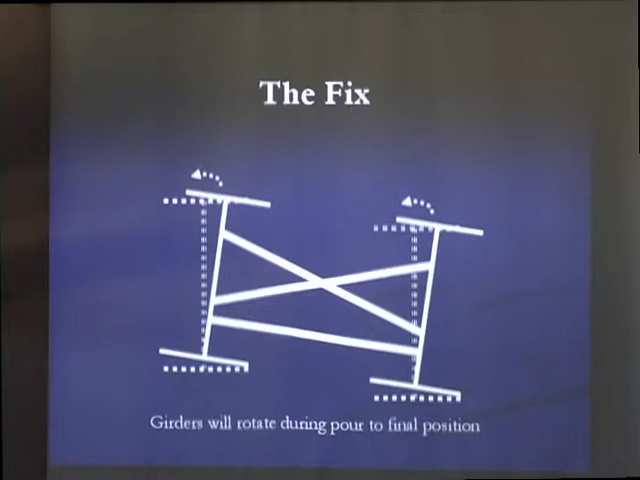 The Fix
Girders will rotate during pour to final position